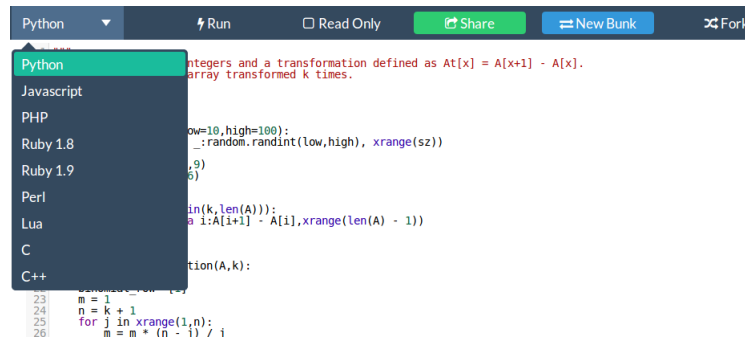 Python Run Read Only Share New Bunk Fork
Python ntegers and a transformation defined as At[x] = A[x+1] - A[x].
Javascript array transformed k times.
PHP
ow=10,high=100):
Ruby 1.8 _:random.randint(low,high), xrange(sz))
,9)
Ruby 1.9 6)
Perl
in(k,len(A))):
Lua a i:A[i+1] - A[i],xrange(len(A) - 1))
C
tion(A,k):
C++
23 m = 1
24 n = k + 1
25 for j in xrange(1,n):
26 m = m * (n - j) / j